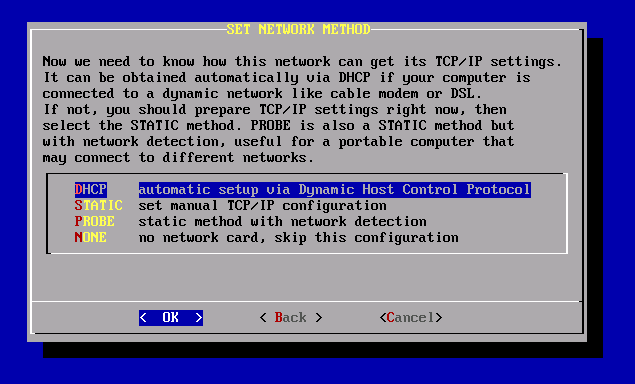 SET NETWORK METHOD
Now we need to know how this network can get its TCP/IP settings.
It can be obtained automatically via DHCP if your computer is
connected to a dynamic network like cable modem or DSL.
If not, you should prepare TCP/IP settings right now, then
select the STATIC method. PROBE is also a STATIC method but
with network detection, useful for a portable computer that
may connect to different networks.
DHCP automatic setup via Dynamic Host Control Protocol
STATIC set manual TCP/IP configuration
PROBE static method with network detection
NONE no network card, skip this configuration
< OK > < Back > <Cancel>